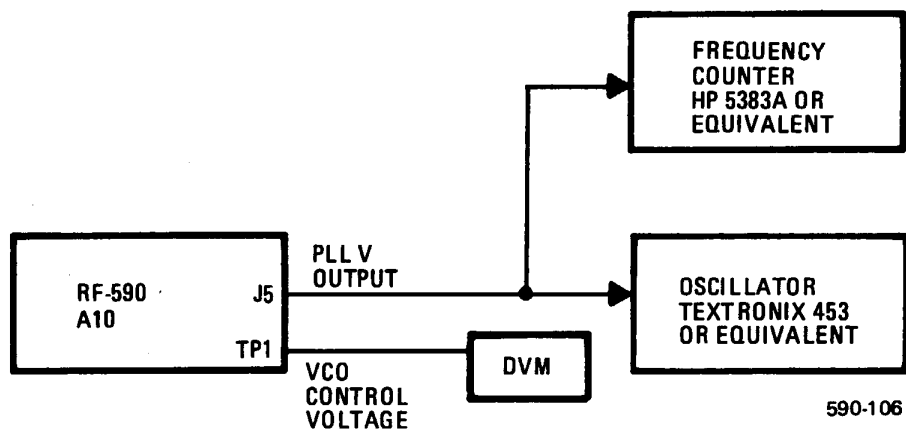 FREQUENCY
COUNTER
HP 5383A OR
EQUIVALENT
PLL V
OUTPUT
RF-590
A10
J5
TP1
OSCILLATOR
TEXTRONIX 453
OR EQUIVALENT
VCO
CONTROL
VOLTAGE
DVM
590-106